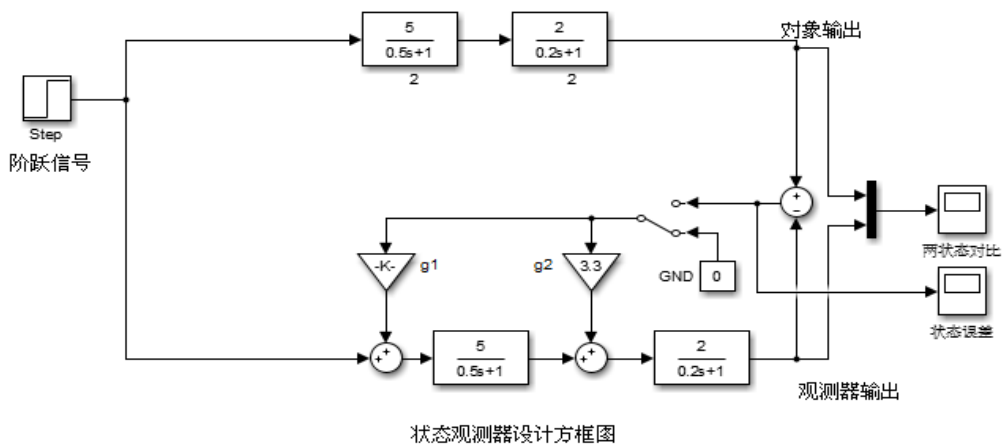 5
0.5s+1
2
2
0.2s+1
2
对象输出
Step
阶跃信号
-K-
g1
g2
3.3
GND
0
两状态对比
状态误差
5
0.5s+1
2
0.2s+1
观测器输出
状态观测器设计方框图